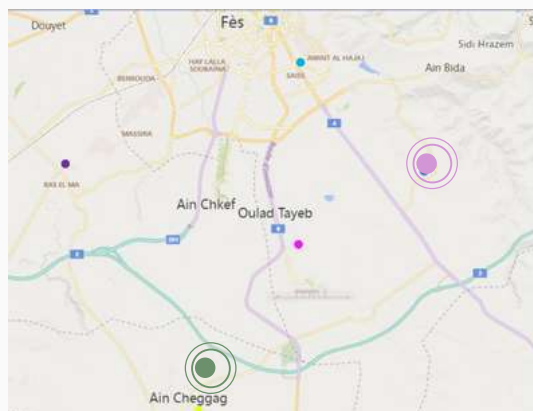 Douyet
Fès
Sidi Hrazem
HAY LALLA
SOUKAINA
AWINT AL HAJAJ
SAISS
Ain Bida
BENSOUDA
MASSIRA
RAS EL MA
Ain Chkef
Oulad Tayeb
Ain Cheggag